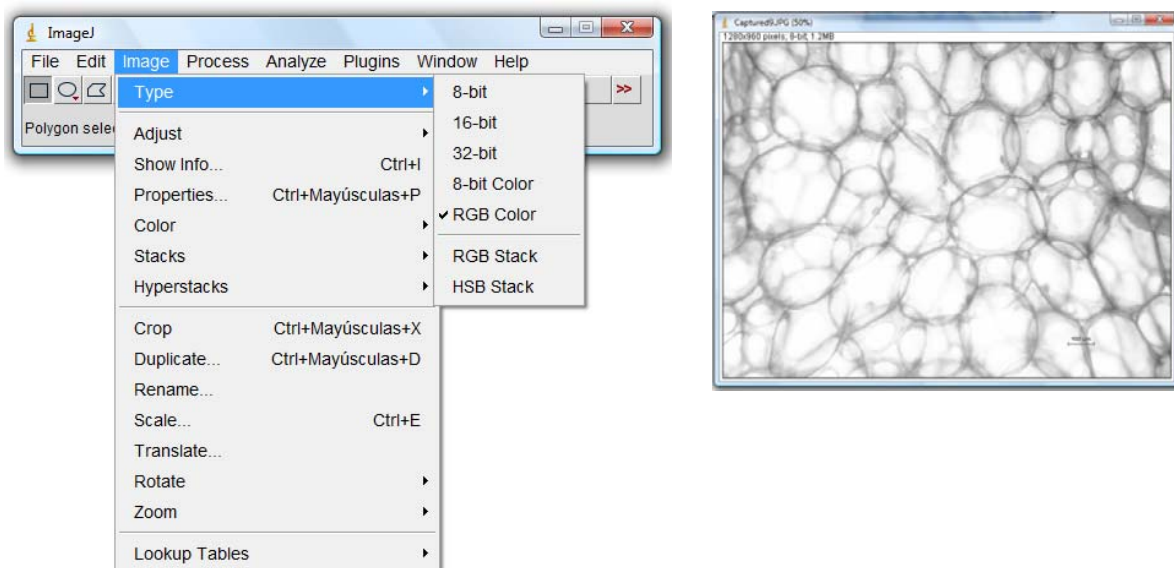 ImageJ
File Edit Image Process Analyze Plugins Window Help
>>
Polygon sele
Type
Adjust
Show Info... Ctrl+I
Properties... Ctrl+Mayúsculas+P
Color
Stacks
Hyperstacks
Crop Ctrl+Mayúsculas+X
Duplicate... Ctrl+Mayúsculas+D
Rename...
Scale... Ctrl+E
Translate...
Rotate
Zoom
Lookup Tables
8-bit
16-bit
32-bit
8-bit Color
RGB Color
RGB Stack
HSB Stack
Captured9.JPG (50%)
1280x960 pixels; 8-bit; 1.2MB